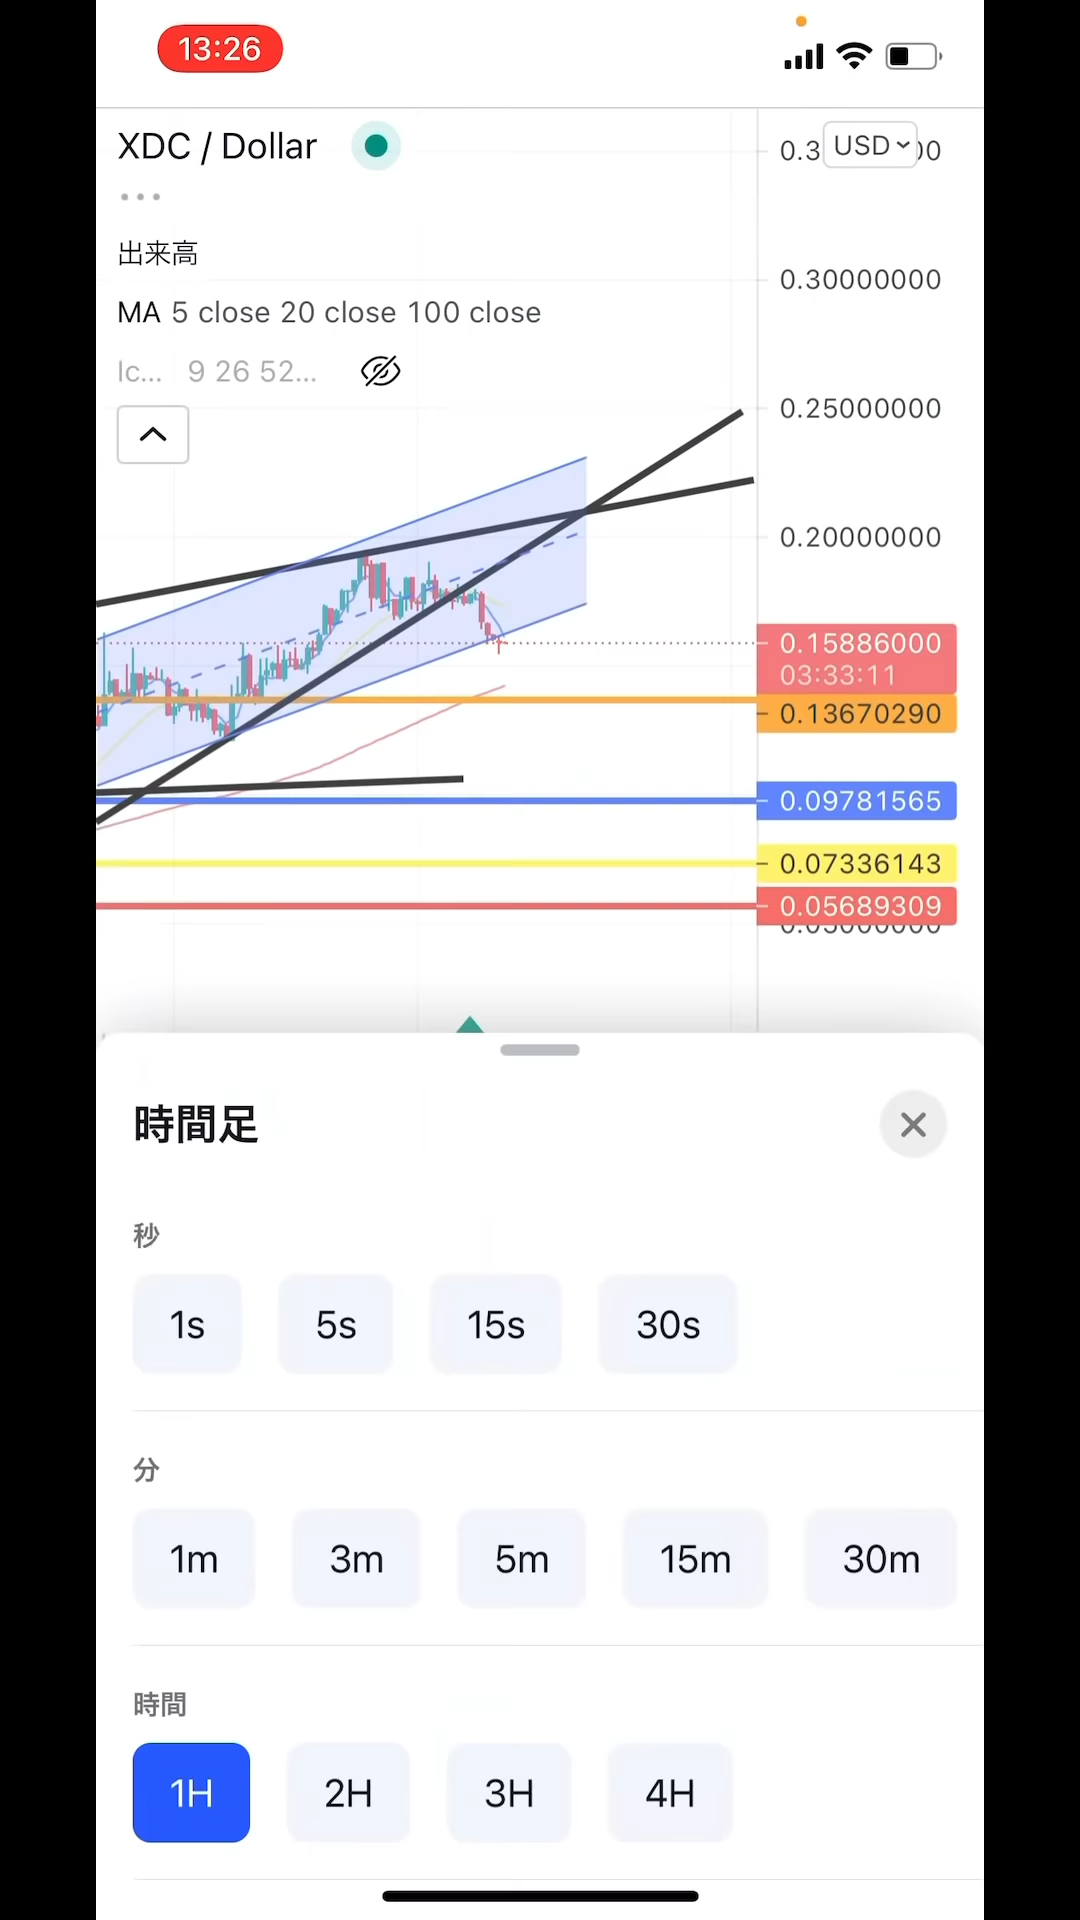 13:26
XDC / Dollar
USD
0.3
00
出来高
0.30000000
MA 5 close 20 close 100 close
Ic... 9 26 52...
0.25000000
0.20000000
0.15886000
03:33:11
0.13670290
0.09781565
0.07336143
0.05689309
0.05000000
時間足
秒
1s 5s 15s 30s
分
1m 3m 5m 15m 30m
時間
1H 2H 3H 4H